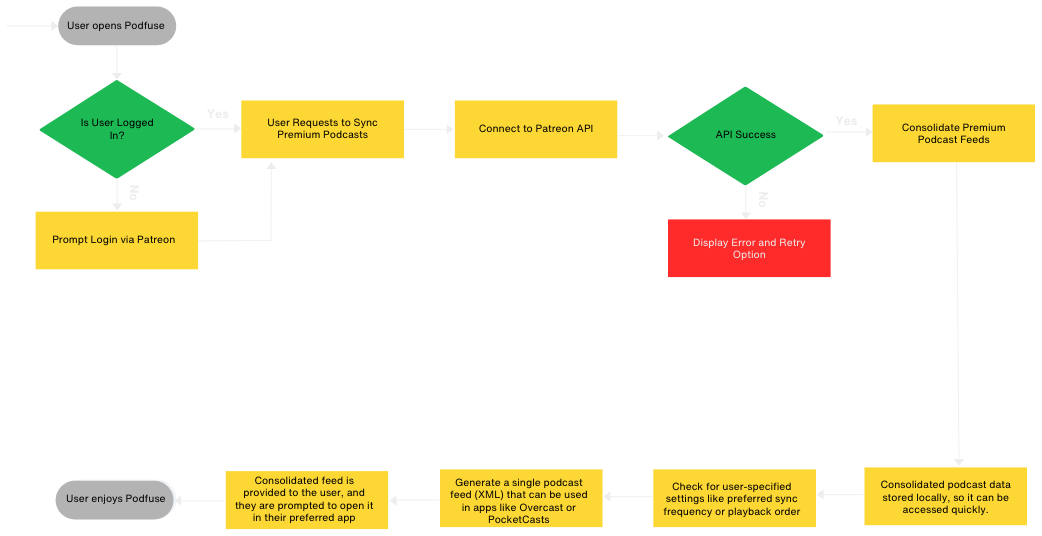 User opens Podfuse
Is User Logged
In?
Yes
User Requests to Sync
Premium Podcasts
Connect to Patreon API
API Success
Yes
Consolidate Premium
Podcast Feeds
No
Prompt Login via Patreon
No
Display Error and Retry
Option
Consolidated podcast data
stored locally, so it can be
accessed quickly.
Check for user-specified
settings like preferred sync
frequency or playback order
Generate a single podcast
feed (XML) that can be used
in apps like Overcast or
PocketCasts
Consolidated feed is
provided to the user, and
they are prompted to open it
in their preferred app
User enjoys Podfuse